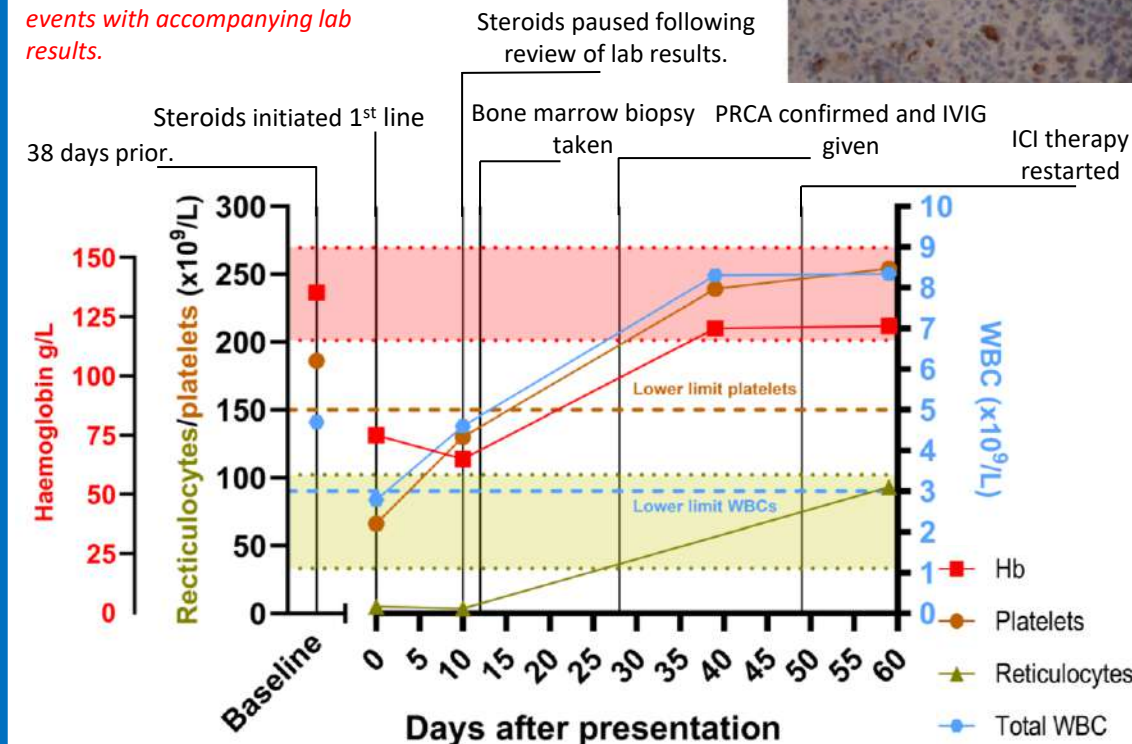 events with accompanying lab
results.
Steroids paused following
review of lab results.
Steroids initiated 1st line
Bone marrow biopsy
taken
PRCA confirmed and IVIG
given
ICI therapy
restarted
38 days prior.
Haemoglobin g/L
150
125
100
75
50
25
0
Recticulocytes/platelets (x10⁹/L)
300
250
200
150
100
50
0
Lower limit platelets
Lower limit WBCs
10
9
8
7
6
5
4
3
2
1
0
WBC (x10⁹/L)
Baseline
0
5
10
15
20
25
30
35
40
45
50
55
60
Days after presentation
Hb
Platelets
Reticulocytes
Total WBC